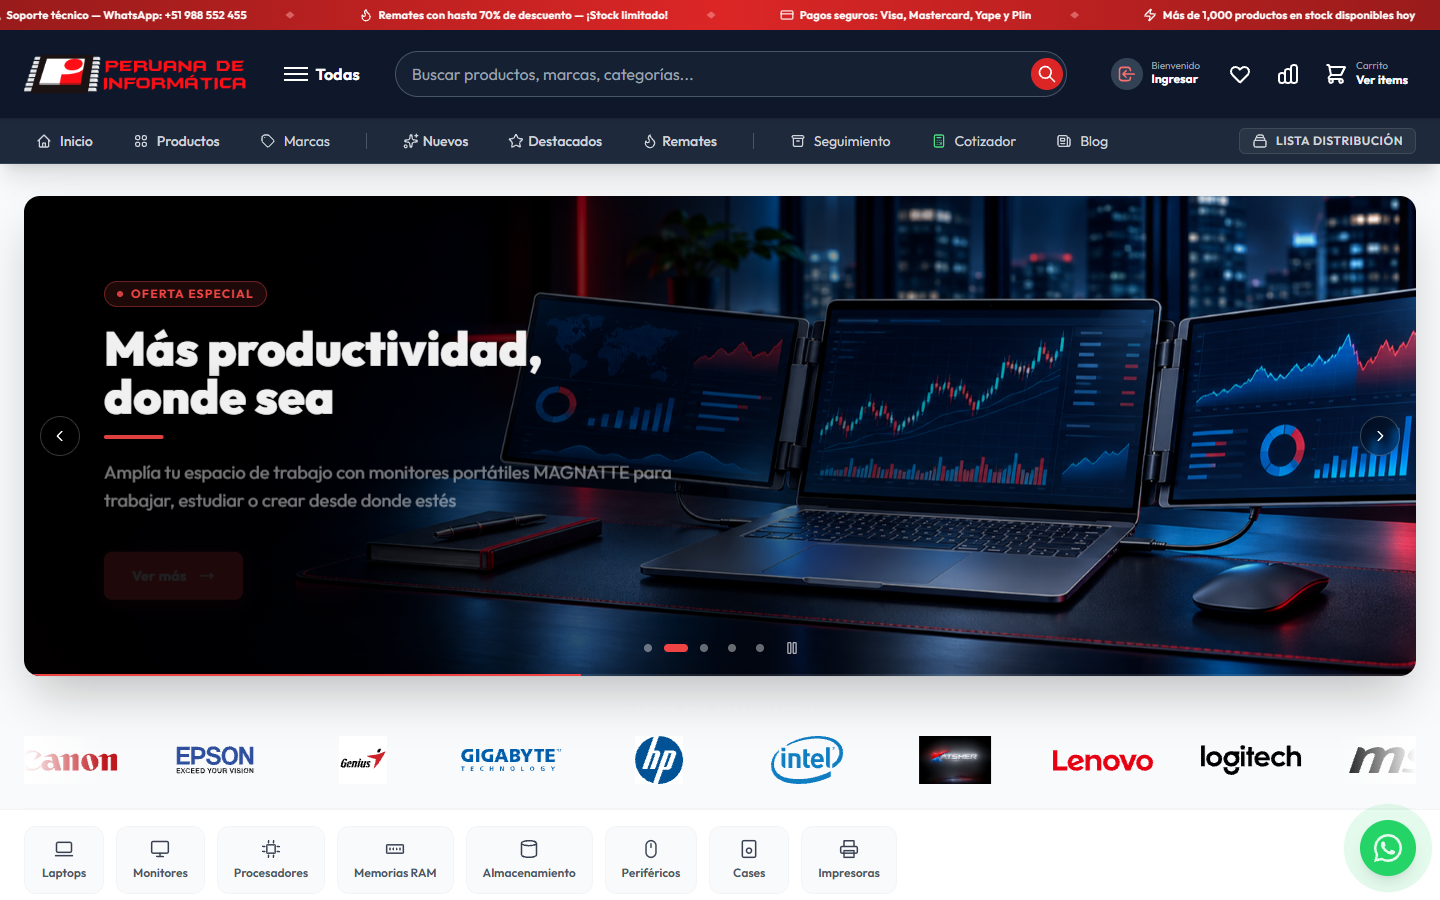 Soporte técnico — WhatsApp: +51 988 552 455
Remates con hasta 70% de descuento — ¡Stock limitado!
Pagos seguros: Visa, Mastercard, Yape y Plin
Más de 1,000 productos en stock disponibles hoy
PERUANA DE
INFORMÁTICA
Todas
Buscar productos, marcas, categorías...
Bienvenido
Ingresar
Carrito
Ver items
Inicio
Productos
Marcas
Nuevos
Destacados
Remates
Seguimiento
Cotizador
Blog
LISTA DISTRIBUCIÓN
OFERTA ESPECIAL
Más productividad,
donde sea
Amplía tu espacio de trabajo con monitores portátiles MAGNATTE para
trabajar, estudiar o crear desde donde estés
Ver más →
Canon
EPSON
EXCEED YOUR VISION
Genius
GIGABYTE™
TECHNOLOGY
hp
intel
Lenovo
logitech
ms
Laptops
Monitores
Procesadores
Memorias RAM
Almacenamiento
Periféricos
Cases
Impresoras